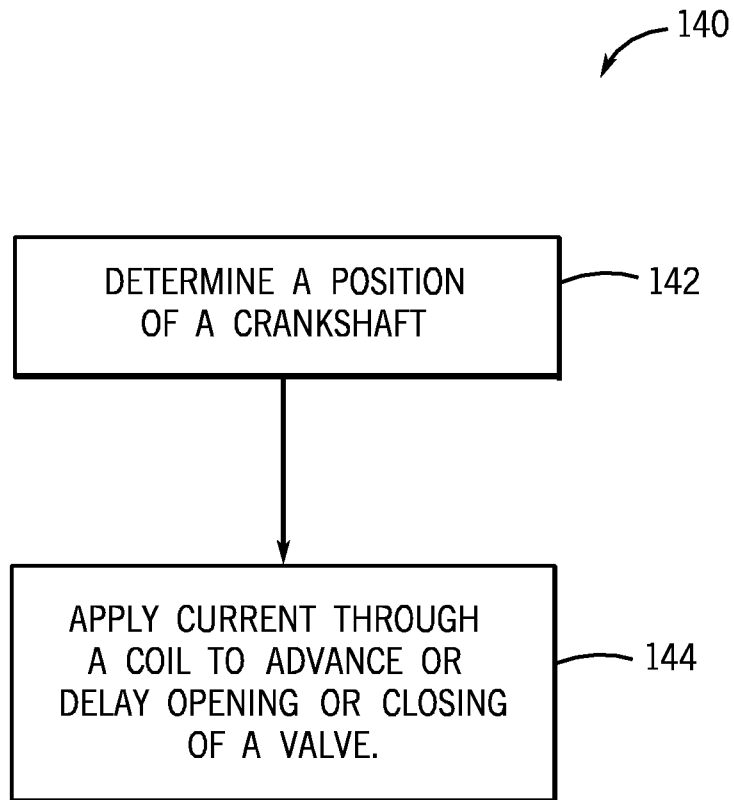 140
DETERMINE A POSITION
OF A CRANKSHAFT
142
APPLY CURRENT THROUGH
A COIL TO ADVANCE OR
DELAY OPENING OR CLOSING
OF A VALVE.
144